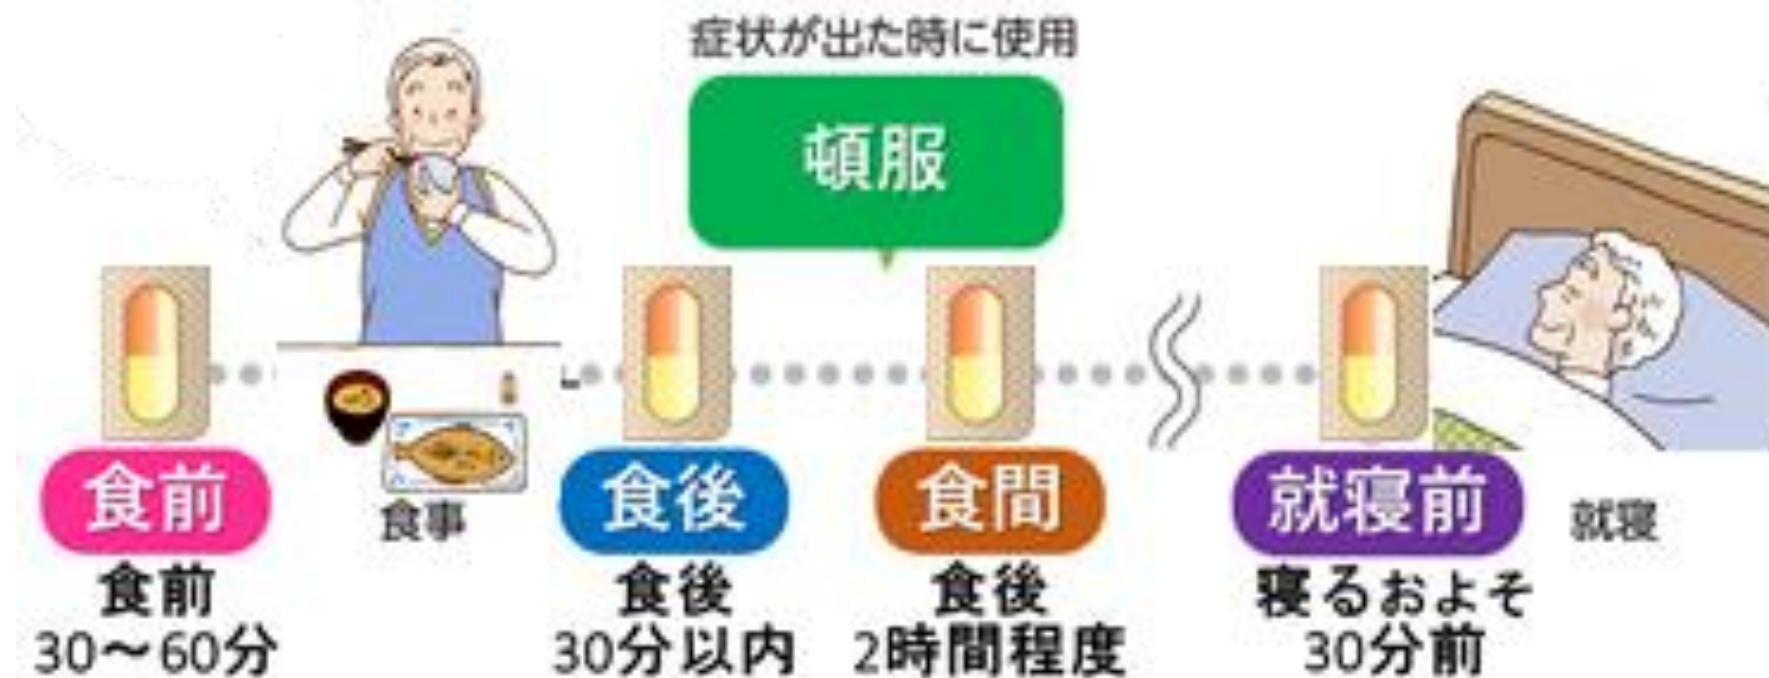 症状が出た時に使用
頓服
食前
食事
食後
食間
就寝前
就寝
食前
30〜60分
食後
30分以内
食後
2時間程度
寝るおよそ
30分前